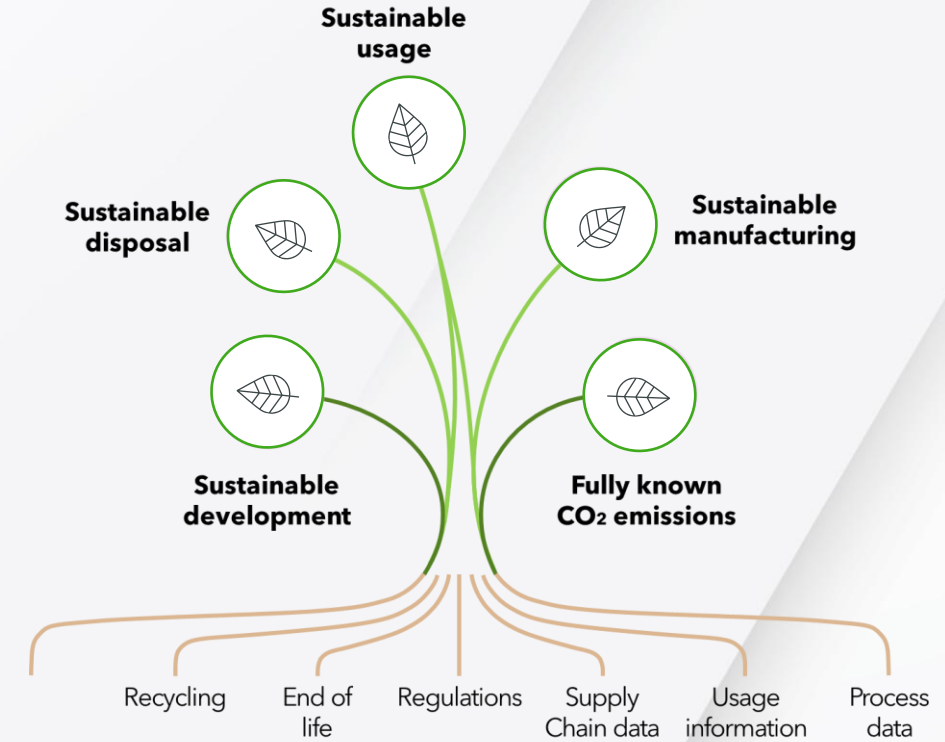 Sustainable
usage
Sustainable
disposal
Sustainable
manufacturing
Sustainable
development
Fully known
CO2 emissions
Recycling
End of
life
Regulations
Supply
Chain data
Usage
information
Process
data